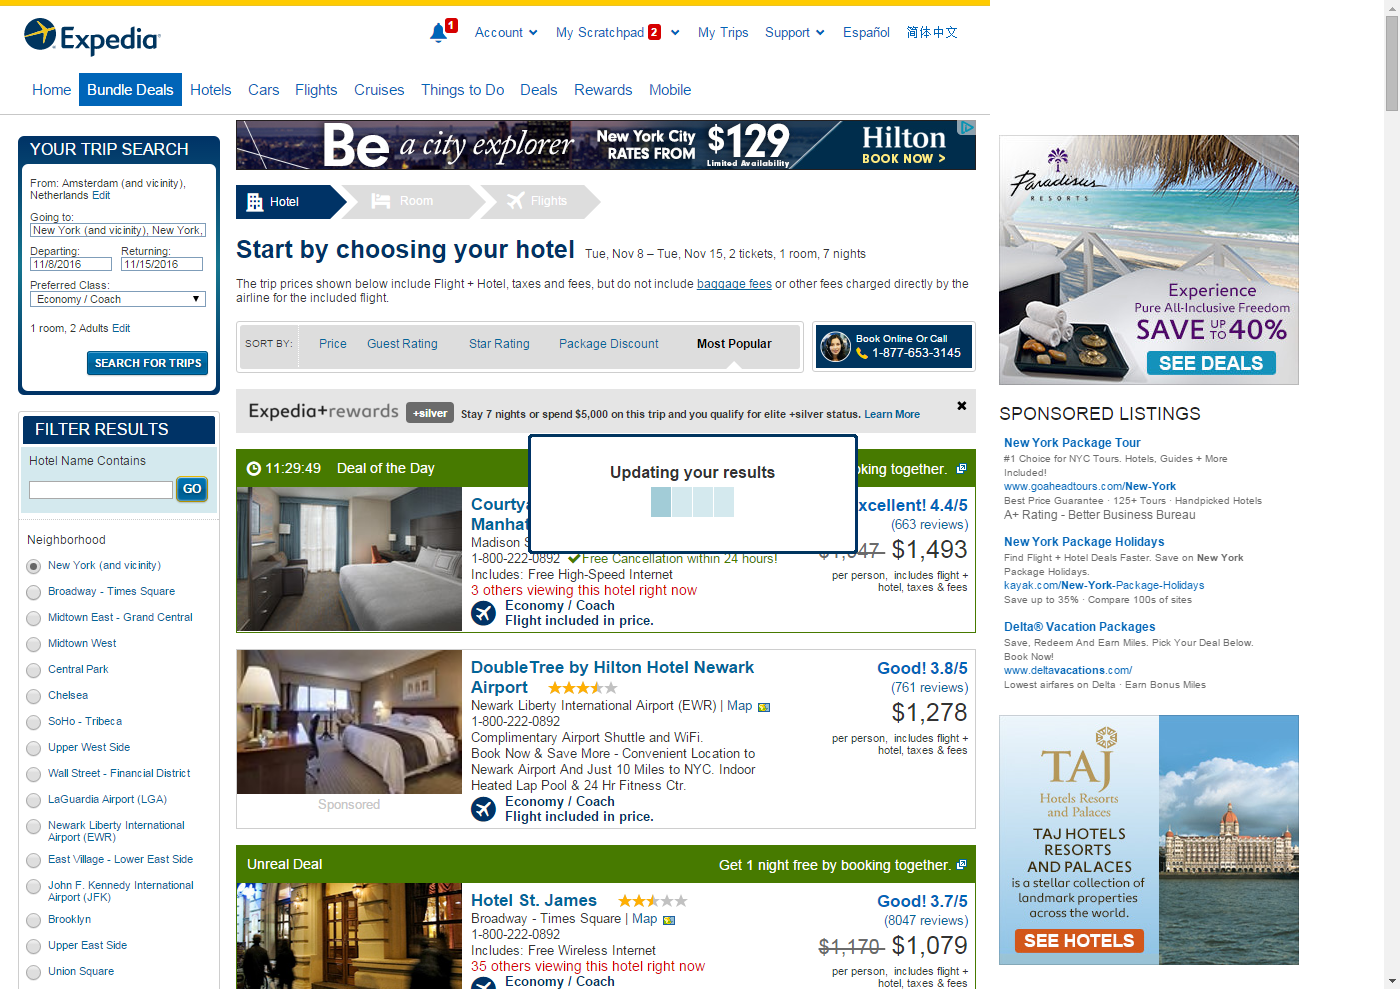 Expedia
1
Account
My Scratchpad 2
My Trips
Support
Español
简体中文
Home
Bundle Deals
Hotels
Cars
Flights
Cruises
Things to Do
Deals
Rewards
Mobile
YOUR TRIP SEARCH
From: Amsterdam (and vicinity),
Netherlands Edit
Going to:
New York (and vicinity), New York,
Departing:
Returning:
11/8/2016
11/15/2016
Preferred Class:
Economy / Coach
1 room, 2 Adults Edit
SEARCH FOR TRIPS
FILTER RESULTS
Hotel Name Contains
GO
Neighborhood
New York (and vicinity)
Broadway - Times Square
Midtown East - Grand Central
Midtown West
Central Park
Chelsea
SoHo - Tribeca
Upper West Side
Wall Street - Financial District
LaGuardia Airport (LGA)
Newark Liberty International
Airport (EWR)
East Village - Lower East Side
John F. Kennedy International
Airport (JFK)
Brooklyn
Upper East Side
Union Square
Be a city explorer
New York City
RATES FROM
$129
Limited Availability
Hilton
BOOK NOW >
Hotel
Room
Flights
Start by choosing your hotel
Tue, Nov 8 – Tue, Nov 15, 2 tickets, 1 room, 7 nights
The trip prices shown below include Flight + Hotel, taxes and fees, but do not include baggage fees or other fees charged directly by the
airline for the included flight.
SORT BY:
Price
Guest Rating
Star Rating
Package Discount
Most Popular
Book Online Or Call
1-877-653-3145
Expedia+rewards +silver Stay 7 nights or spend $5,000 on this trip and you qualify for elite +silver status. Learn More
Updating your results
11:29:49 Deal of the Day
oking together.
Courtya
Manhat
Madison S
1-800-222-0892 Free Cancellation within 24 hours!
Includes: Free High-Speed Internet
3 others viewing this hotel right now
Economy / Coach
Flight included in price.
xcellent! 4.4/5
(663 reviews)
$1,493
per person, includes flight +
hotel, taxes & fees
DoubleTree by Hilton Hotel Newark
Airport
Newark Liberty International Airport (EWR) | Map
1-800-222-0892
Complimentary Airport Shuttle and WiFi.
Book Now & Save More - Convenient Location to
Newark Airport And Just 10 Miles to NYC. Indoor
Heated Lap Pool & 24 Hr Fitness Ctr.
Economy / Coach
Flight included in price.
Sponsored
Good! 3.8/5
(761 reviews)
$1,278
per person, includes flight +
hotel, taxes & fees
Unreal Deal
Get 1 night free by booking together.
Hotel St. James
Broadway - Times Square | Map
1-800-222-0892
Includes: Free Wireless Internet
35 others viewing this hotel right now
Economy / Coach
Good! 3.7/5
(8047 reviews)
$1,170 $1,079
per person, includes flight +
hotel, taxes & fees
Paradisus
RESORTS
Experience
Pure All-Inclusive Freedom
SAVE UP TO 40%
SEE DEALS
SPONSORED LISTINGS
New York Package Tour
#1 Choice for NYC Tours. Hotels, Guides + More
Included!
www.goaheadtours.com/New-York
Best Price Guarantee · 125+ Tours · Handpicked Hotels
A+ Rating - Better Business Bureau
New York Package Holidays
Find Flight + Hotel Deals Faster. Save on New York
Package Holidays.
kayak.com/New-York-Package-Holidays
Save up to 35% · Compare 100s of sites
Delta® Vacation Packages
Save, Redeem And Earn Miles. Pick Your Deal Below.
Book Now!
www.deltavacations.com/
Lowest airfares on Delta · Earn Bonus Miles
TAJ
Hotels Resorts
and Palaces
TAJ HOTELS
RESORTS
AND PALACES
is a stellar collection of
landmark properties
across the world.
SEE HOTELS